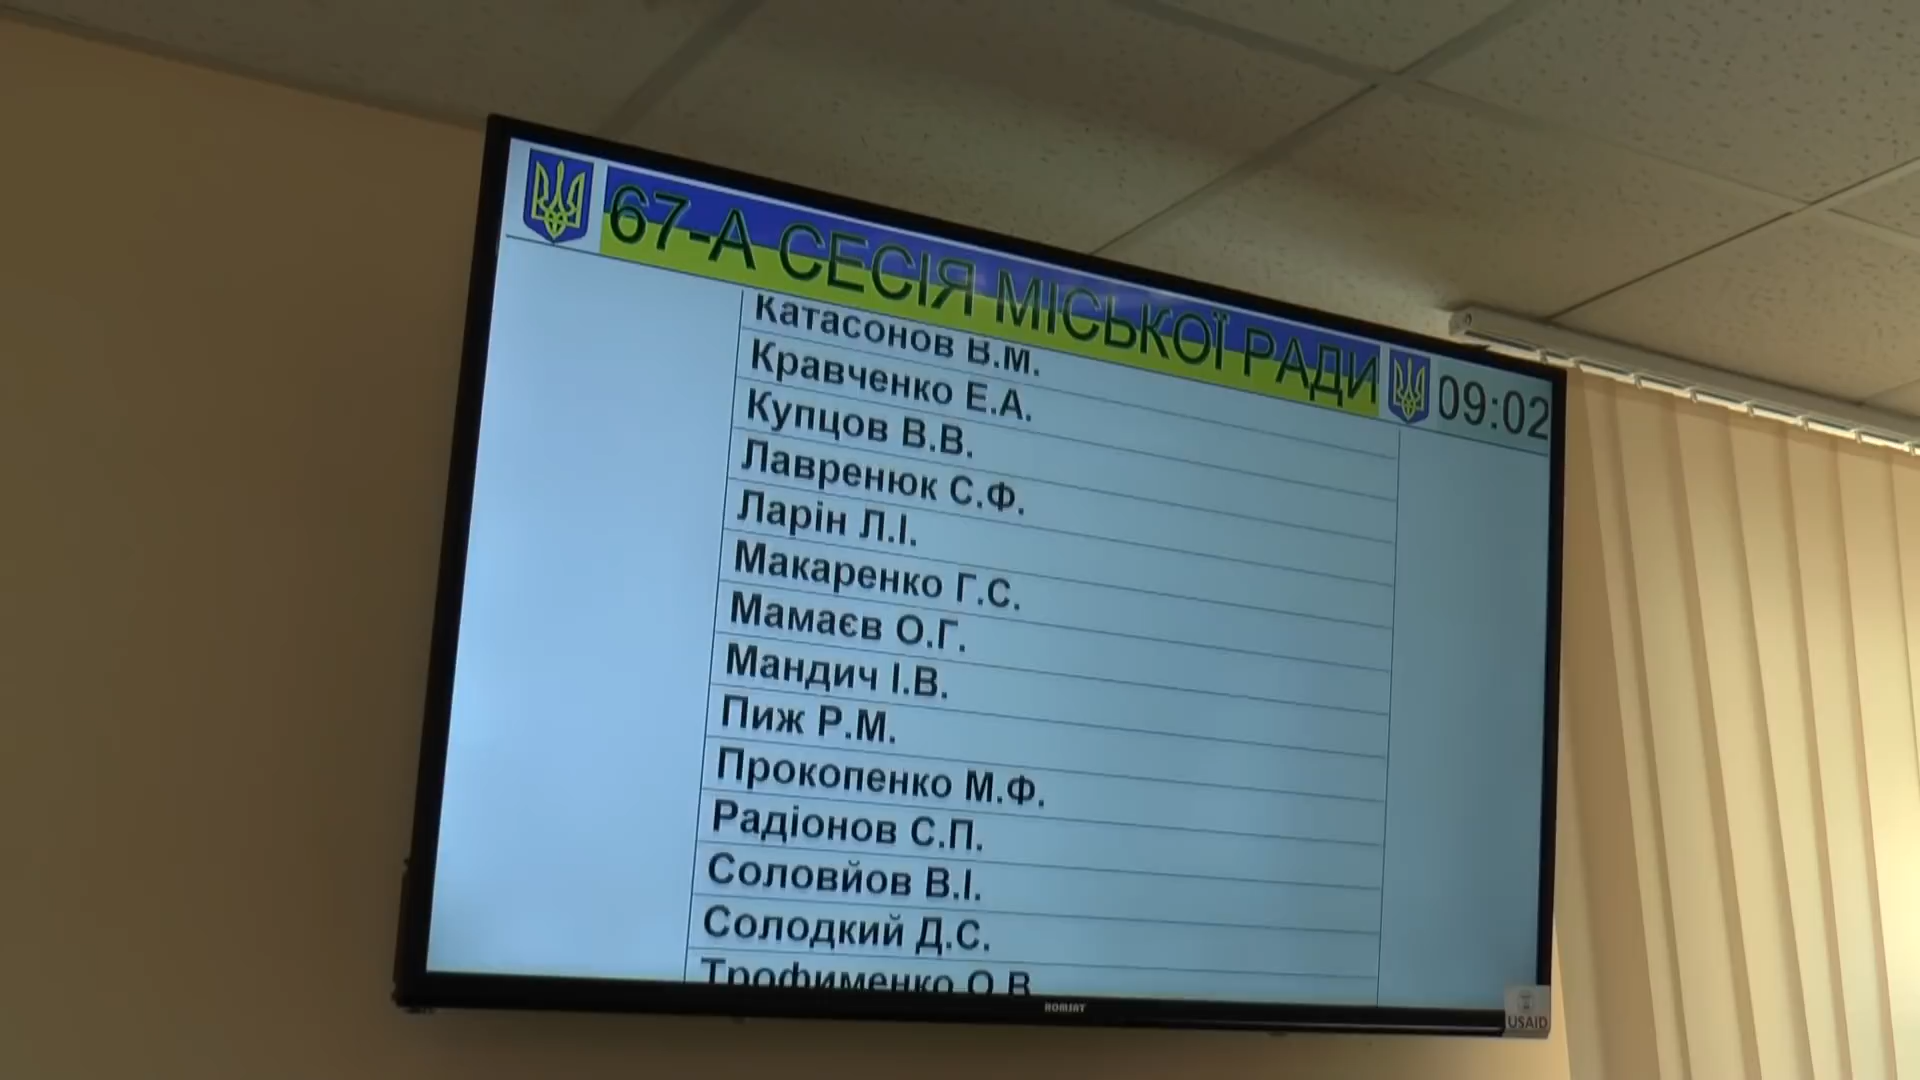 67-А СЕСІЯ МІСЬКОЇ РАДИ
09:02
Катасонов В.М.
Кравченко Е.А.
Купцов В.В.
Лавренюк С.Ф.
Ларін Л.І.
Макаренко Г.С.
Мамаєв О.Г.
Мандич І.В.
Пиж Р.М.
Прокопенко М.Ф.
Радіонов С.П.
Соловйов В.І.
Солодкий Д.С.
Трофименко О.В
ROMSAT
USAID